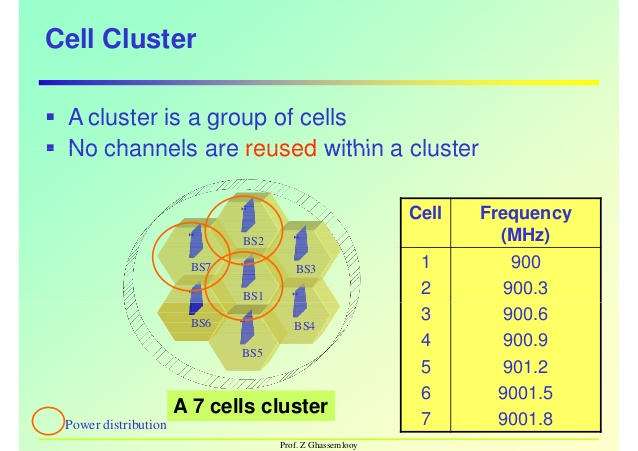 Cell Cluster
▪ A cluster is a group of cells
▪ No channels are reused within a cluster
BS2
BS7
BS3
BS1
BS6
BS4
BS5
A 7 cells cluster
Power distribution
Cell Frequency
(MHz)
1 900
2 900.3
3 900.6
4 900.9
5 901.2
6 9001.5
7 9001.8
Prof. Z Ghassemlooy